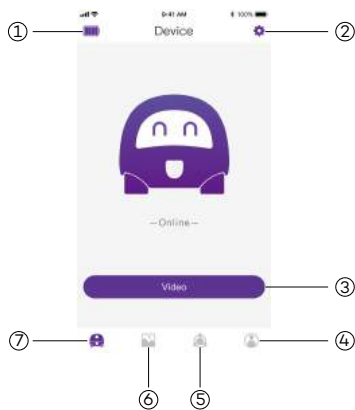 9:41 AM 100%
① Device ②
—Online—
Video ③
⑦ ④
⑥ ⑤